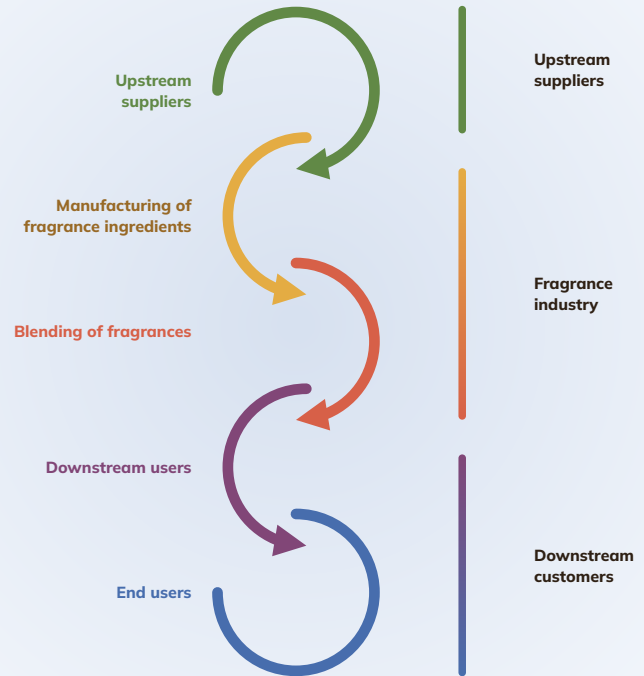 Upstream
suppliers
Manufacturing of
fragrance ingredients
Blending of fragrances
Downstream users
End users
Upstream
suppliers
Fragrance
industry
Downstream
customers